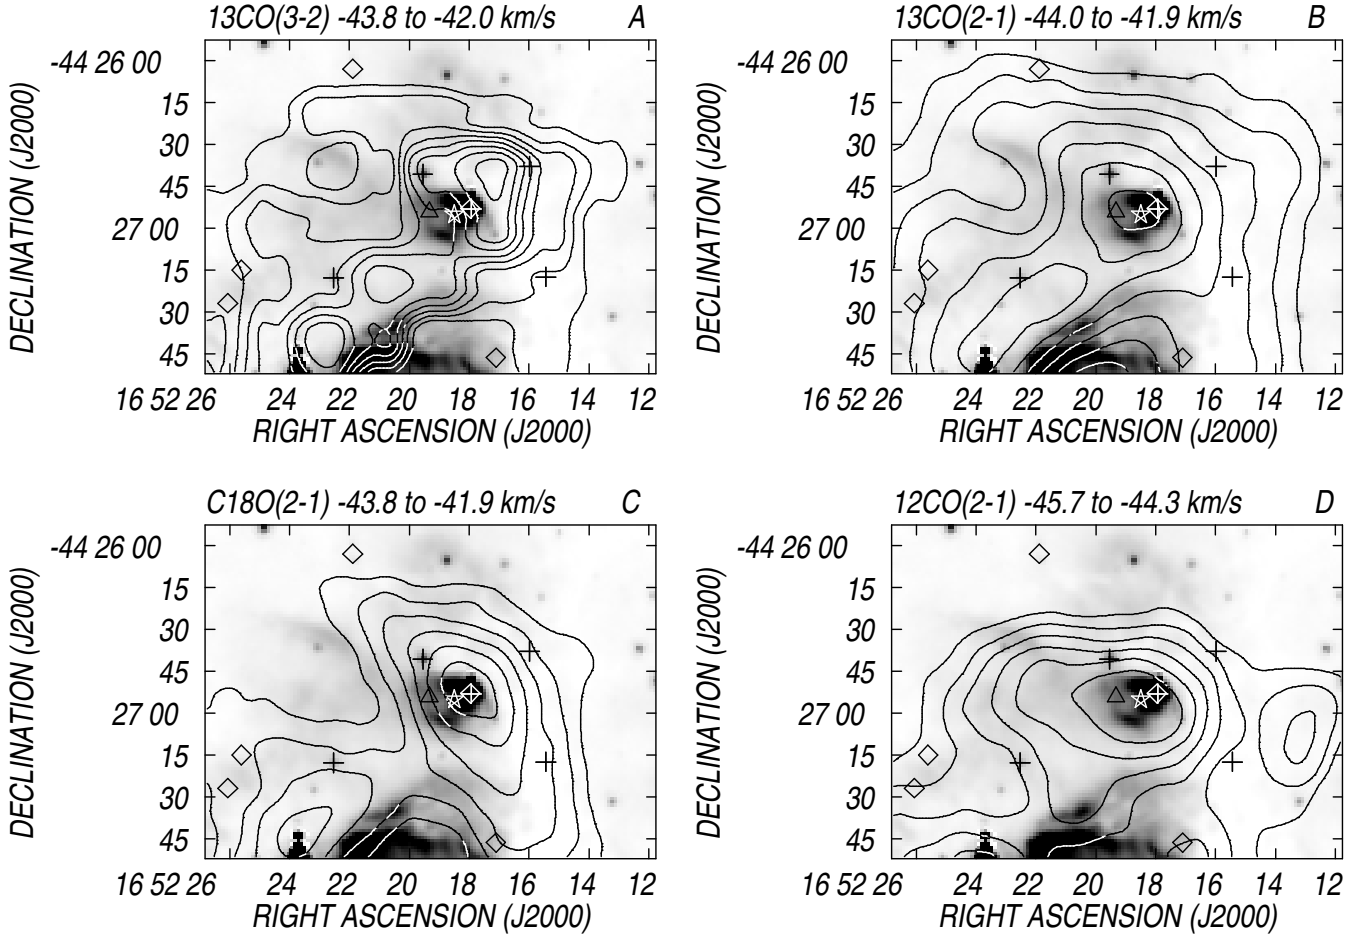 13CO(3-2) -43.8 to -42.0 km/s A
-44 26 00
15
30
45
27 00
15
30
45
DECLINATION (J2000)
16 52 26 24 22 20 18 16 14 12
RIGHT ASCENSION (J2000)
13CO(2-1) -44.0 to -41.9 km/s B
-44 26 00
15
30
45
27 00
15
30
45
DECLINATION (J2000)
16 52 26 24 22 20 18 16 14 12
RIGHT ASCENSION (J2000)
C18O(2-1) -43.8 to -41.9 km/s C
-44 26 00
15
30
45
27 00
15
30
45
DECLINATION (J2000)
16 52 26 24 22 20 18 16 14 12
RIGHT ASCENSION (J2000)
12CO(2-1) -45.7 to -44.3 km/s D
-44 26 00
15
30
45
27 00
15
30
45
DECLINATION (J2000)
16 52 26 24 22 20 18 16 14 12
RIGHT ASCENSION (J2000)